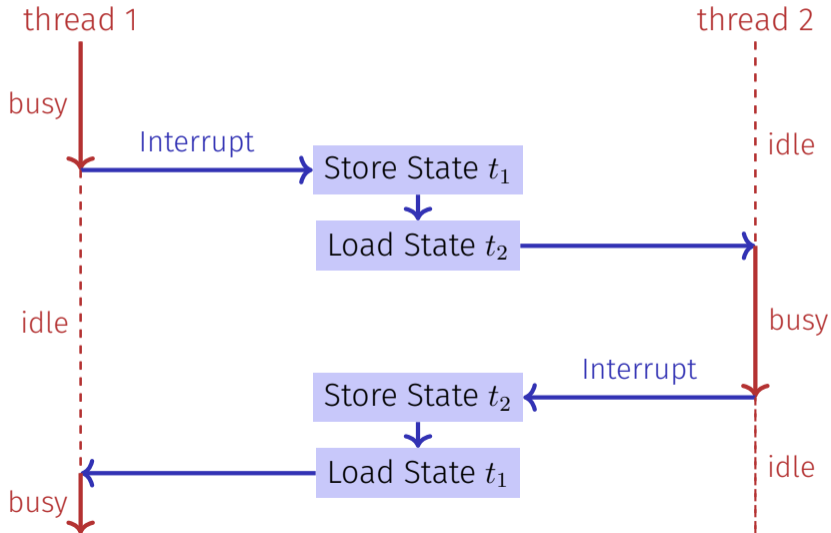 thread 1
thread 2
busy
Interrupt
idle
Store State t₁
Load State t₂
idle
busy
Interrupt
Store State t₂
Load State t₁
idle
busy